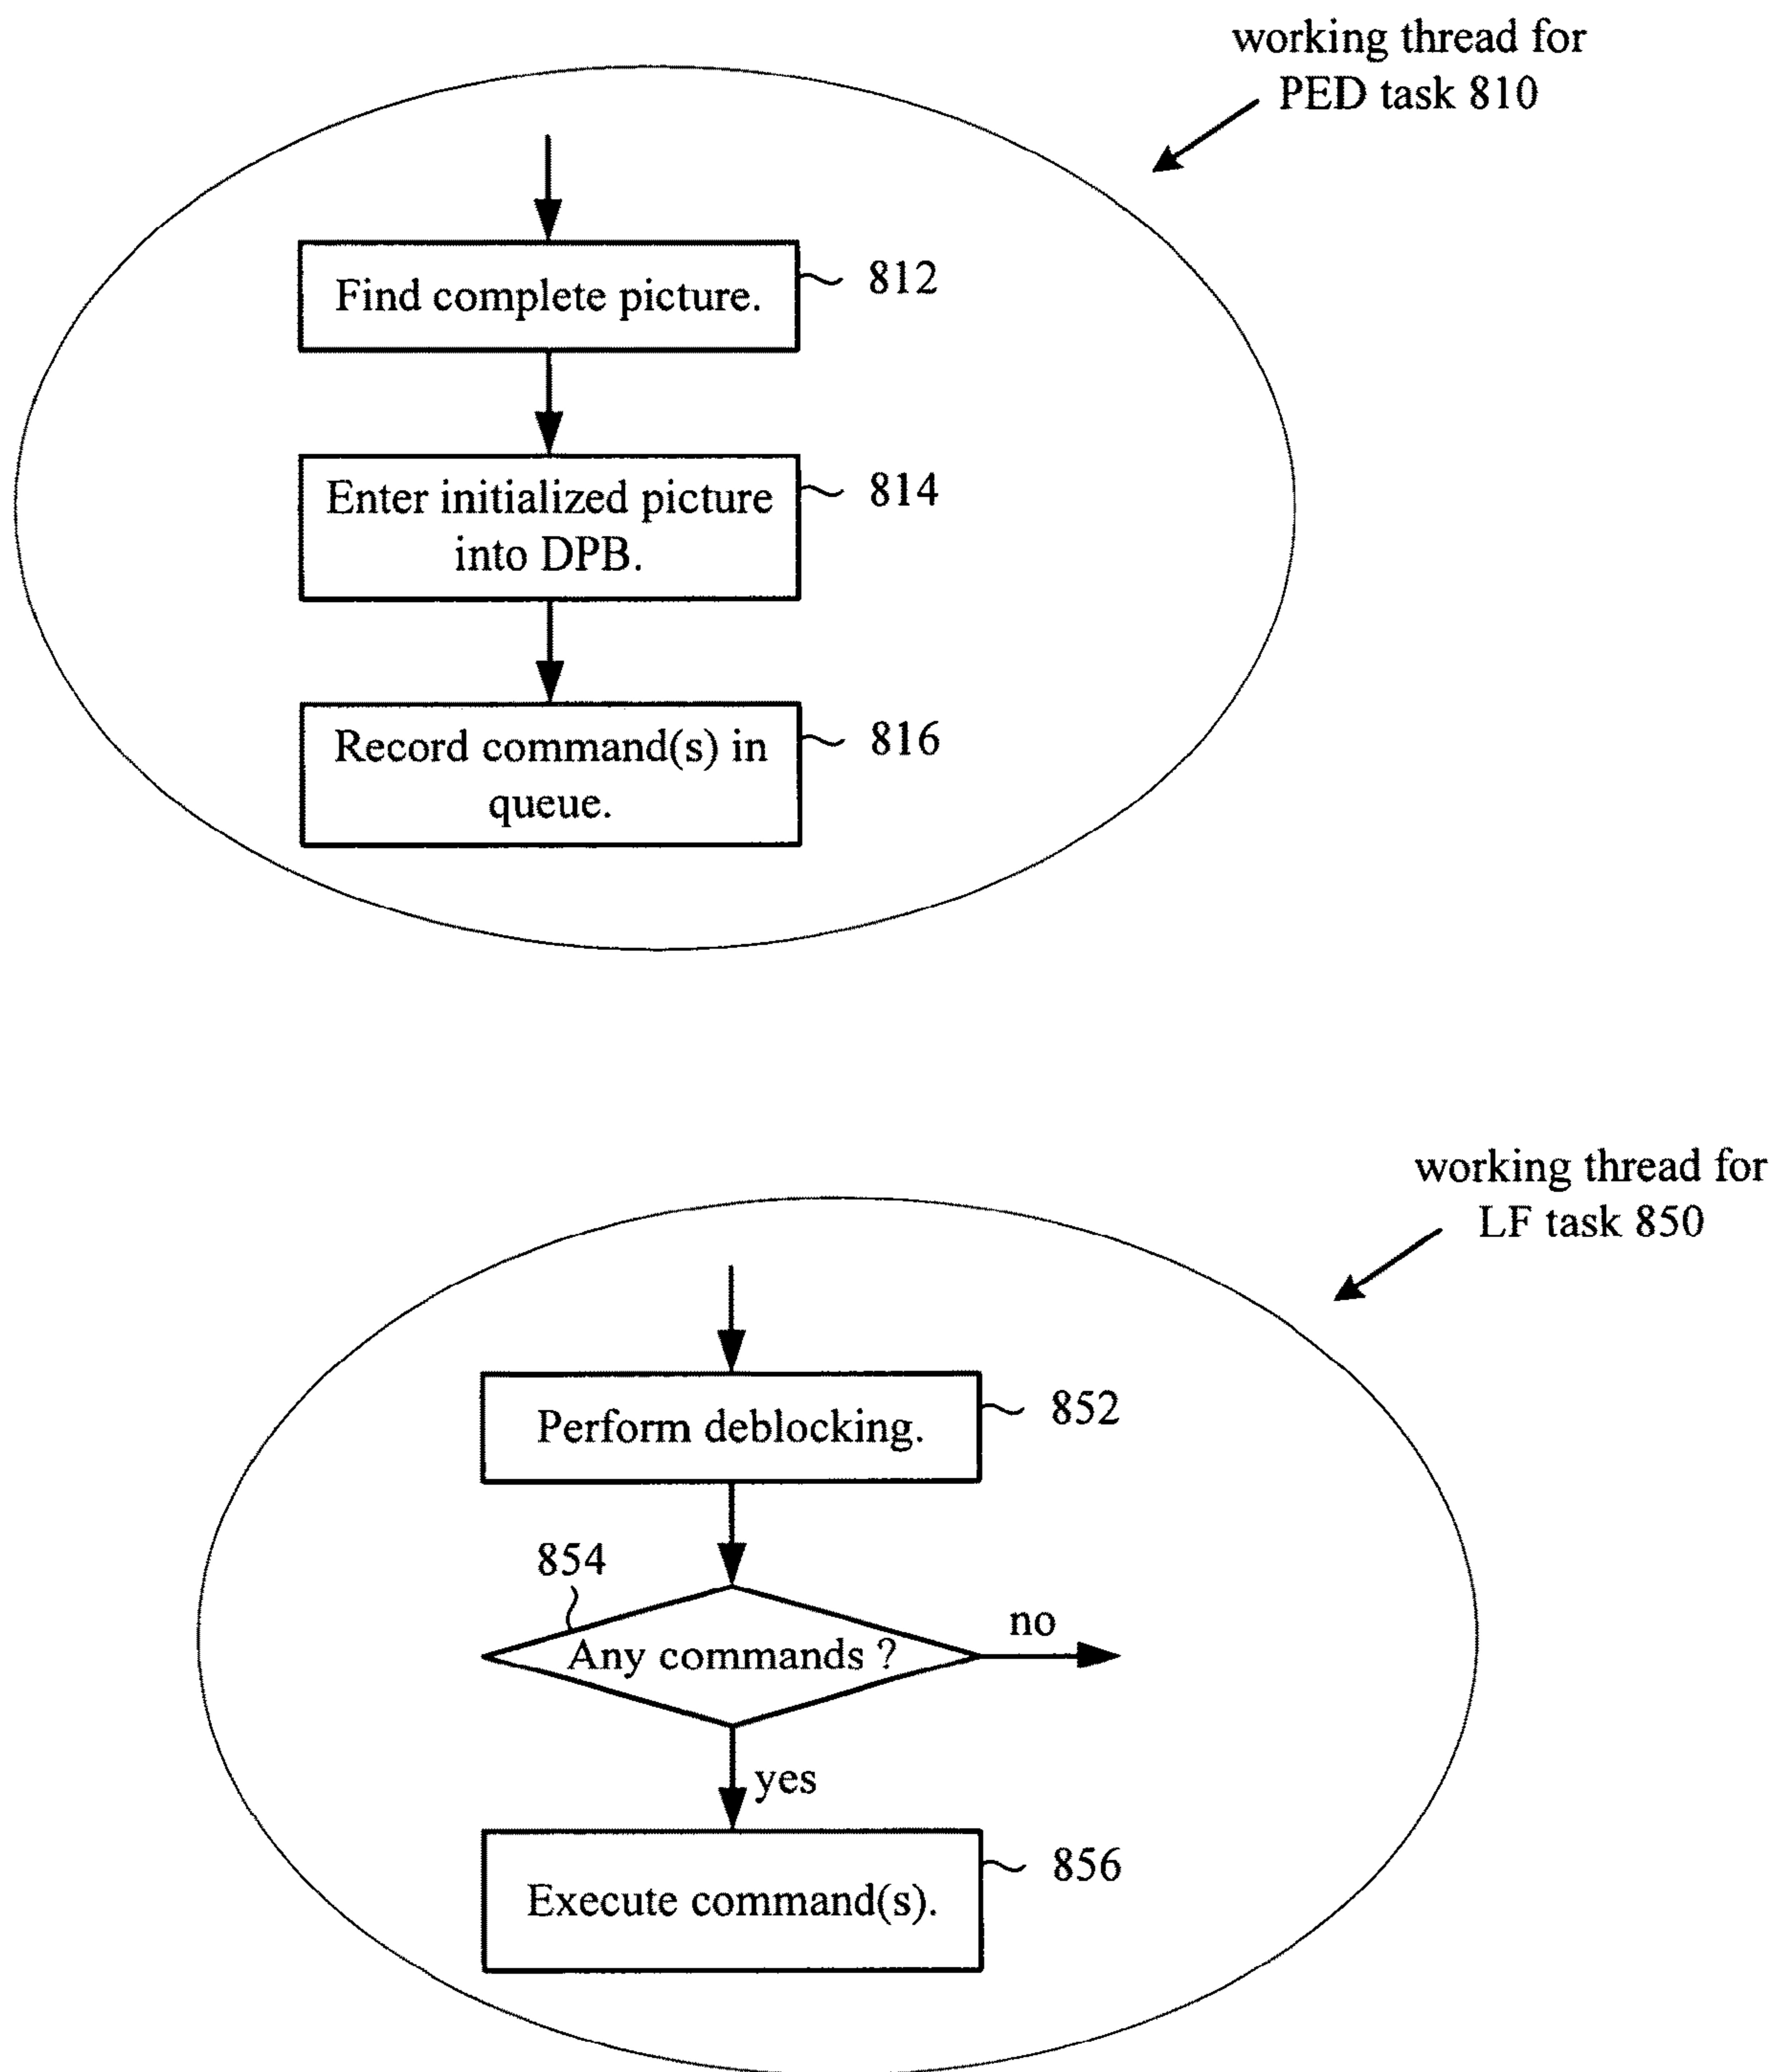 working thread for
PED task 810
Find complete picture.
812
Enter initialized picture
into DPB.
814
Record command(s) in
queue.
816
working thread for
LF task 850
Perform deblocking.
852
854
Any commands ?
no
yes
Execute command(s).
856